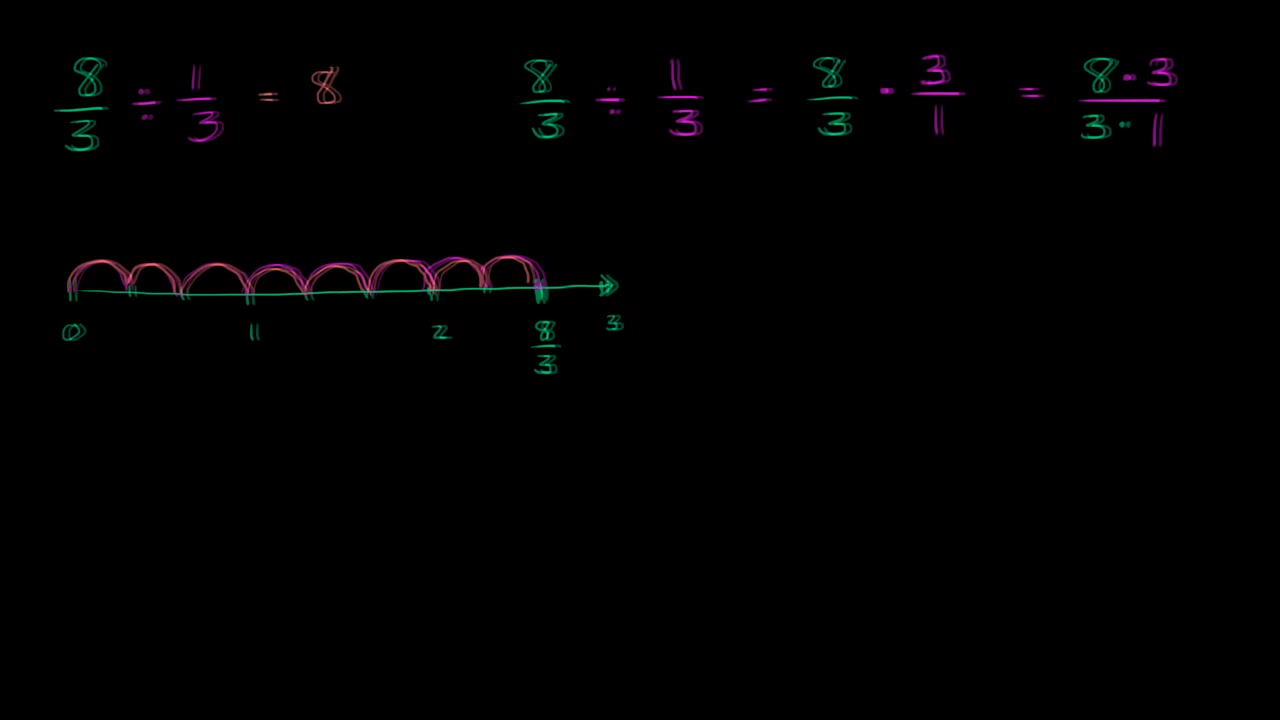 8/3 ÷ 1/3 = 8
8/3 ÷ 1/3 = 8/3 · 3/1 = 8·3/3·1
0 1 2 8/3 3